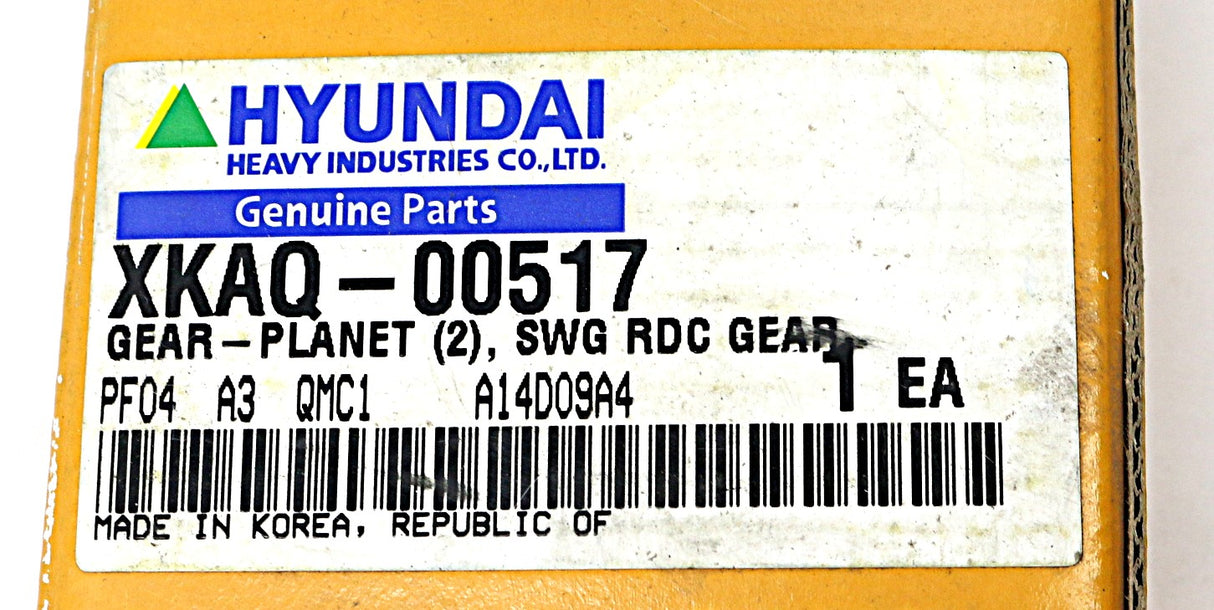 HYUNDAI
HEAVY INDUSTRIES CO.,LTD.
Genuine Parts
XKAQ-00517
GEAR-PLANET (2), SWG RDC GEAR
1 EA
PF04 A3 QMC1 A14D09A4
MADE IN KOREA, REPUBLIC OF